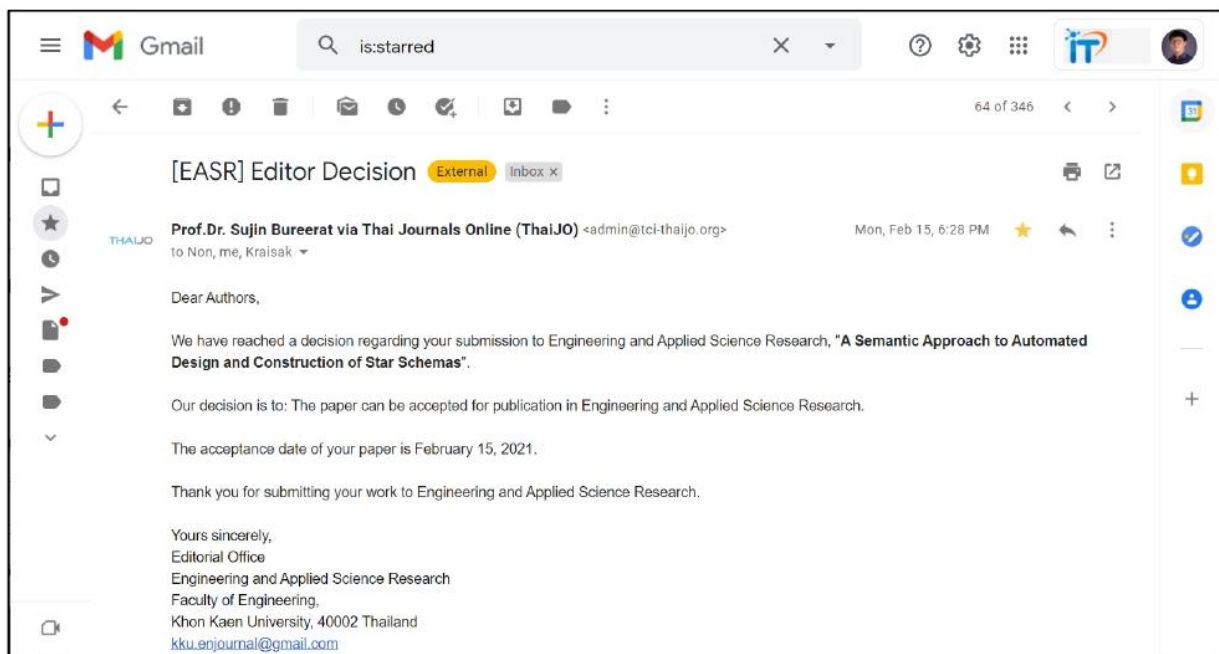 Gmail
is:starred
iT
64 of 346
31
[EASR] Editor Decision External Inbox ×
THAIJO
Prof.Dr. Sujin Bureerat via Thai Journals Online (ThaiJO) <admin@tci-thaijo.org>
Mon, Feb 15, 6:28 PM
to Non, me, Kraisak
Dear Authors,
We have reached a decision regarding your submission to Engineering and Applied Science Research, "A Semantic Approach to Automated
Design and Construction of Star Schemas".
Our decision is to: The paper can be accepted for publication in Engineering and Applied Science Research.
The acceptance date of your paper is February 15, 2021.
Thank you for submitting your work to Engineering and Applied Science Research.
Yours sincerely,
Editorial Office
Engineering and Applied Science Research
Faculty of Engineering,
Khon Kaen University, 40002 Thailand
kku.enjournal@gmail.com